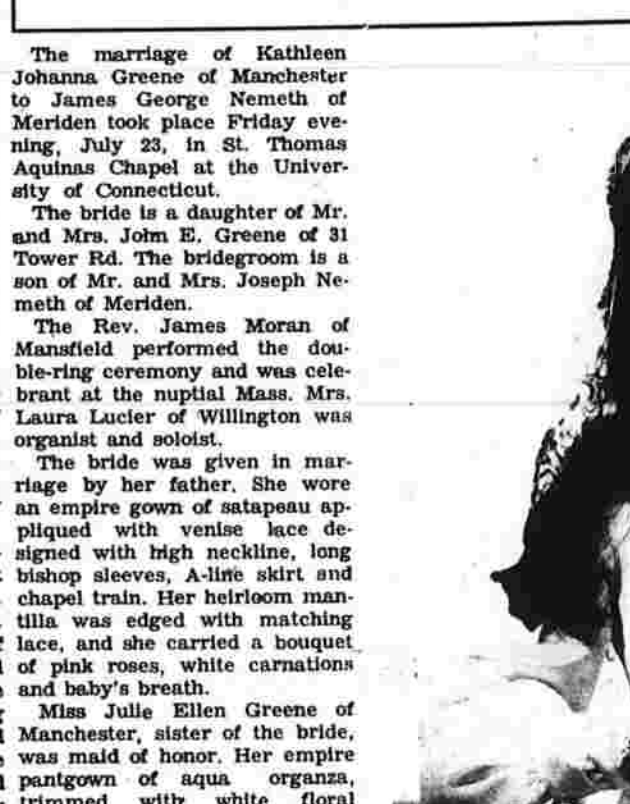 The marriage of Kathleen
Johanna Greene of Manchester
to James George Nemeth of
Meriden took place Friday eve-
ning, July 23, in St. Thomas
Aquinas Chapel at the Univer-
sity of Connecticut.
The bride is a daughter of Mr.
and Mrs. John E. Greene of 31
Tower Rd. The bridegroom is a
son of Mr. and Mrs. Joseph Ne-
meth of Meriden.
The Rev. James Moran of
Mansfield performed the dou-
ble-ring ceremony and was cele-
brant at the nuptial Mass. Mrs.
Laura Lucier of Willington was
organist and soloist.
The bride was given in mar-
riage by her father. She wore
an empire gown of satapeau ap-
pliqued with venise lace de-
signed with high neckline, long
bishop sleeves, A-line skirt and
chapel train. Her heirloom man-
tilla was edged with matching
lace, and she carried a bouquet
of pink roses, white carnations
and baby's breath.
Miss Julie Ellen Greene of
Manchester, sister of the bride,
was maid of honor. Her empire
pantgown of aqua organza,
trimmed with white floral